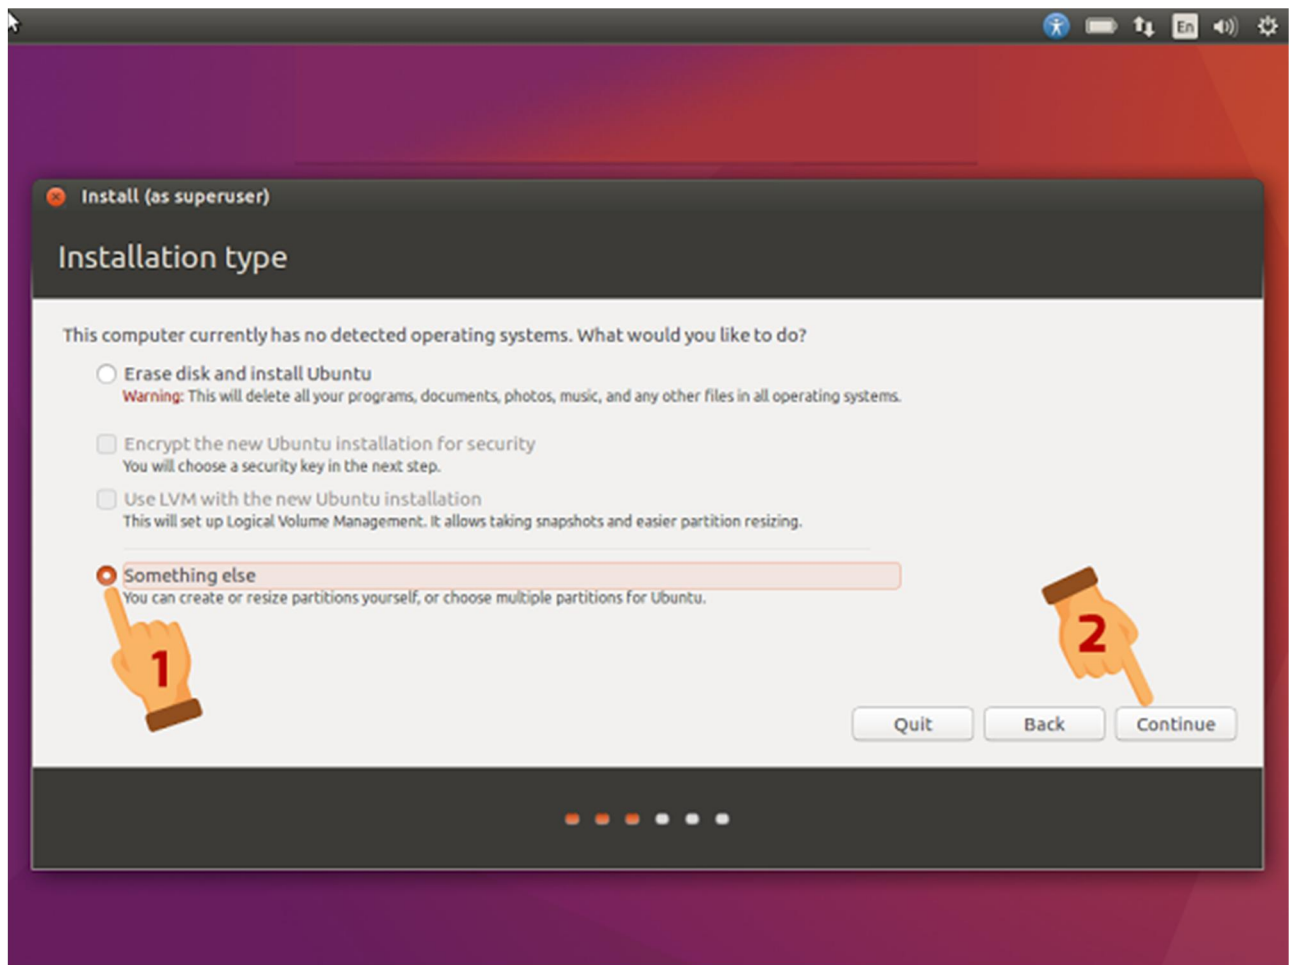 En
Install (as superuser)
Installation type
This computer currently has no detected operating systems. What would you like to do?
Erase disk and install Ubuntu
Warning: This will delete all your programs, documents, photos, music, and any other files in all operating systems.
Encrypt the new Ubuntu installation for security
You will choose a security key in the next step.
Use LVM with the new Ubuntu installation
This will set up Logical Volume Management. It allows taking snapshots and easier partition resizing.
Something else
You can create or resize partitions yourself, or choose multiple partitions for Ubuntu.
1
2
Quit
Back
Continue